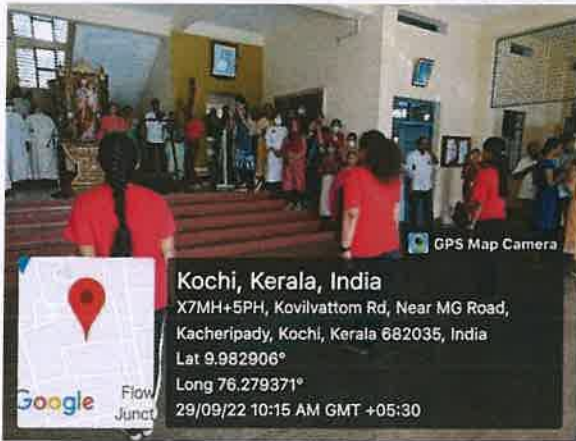 GPS Map Camera
Kochi, Kerala, India
X7MH+5PH, Kovilvattom Rd, Near MG Road,
Kacheripady, Kochi, Kerala 682035, India
Lat 9.982906°
Long 76.279371°
29/09/22 10:15 AM GMT +05:30
Google
Flow
Junct